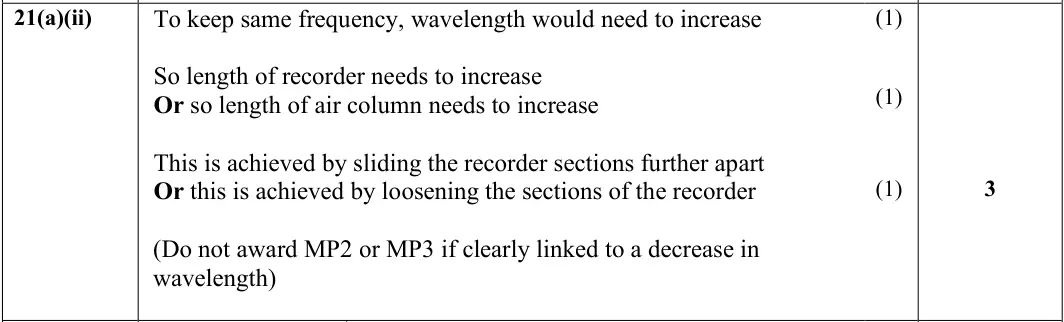 21(a)(ii) To keep same frequency, wavelength would need to increase (1)
So length of recorder needs to increase
Or so length of air column needs to increase (1)
This is achieved by sliding the recorder sections further apart
Or this is achieved by loosening the sections of the recorder (1) 3
(Do not award MP2 or MP3 if clearly linked to a decrease in
wavelength)